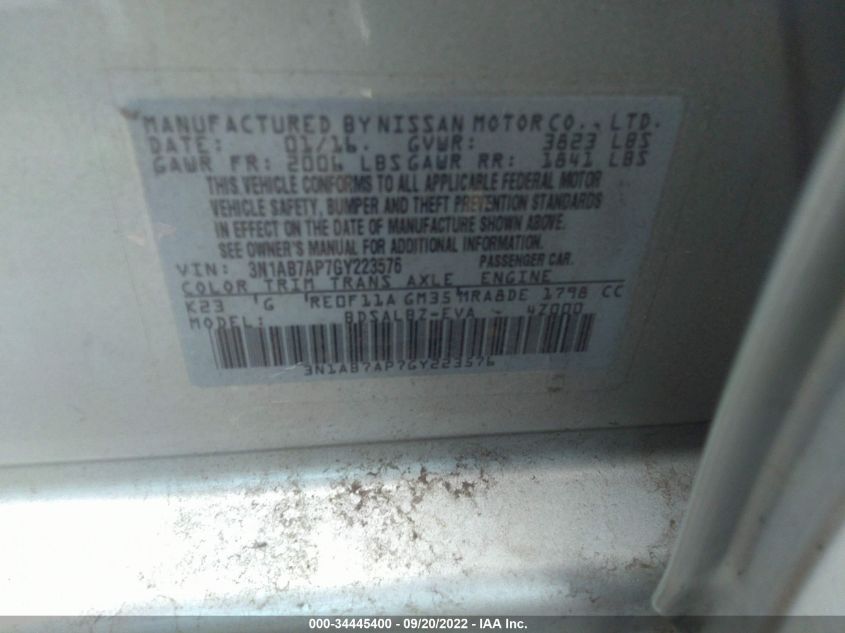 MANUFACTURED BY NISSAN MOTOR CO., LTD.
DATE: 01/16. GVWR: 3823 LBS
GAWR FR: 2006 LBS GAWR RR: 1841 LBS
THIS VEHICLE CONFORMS TO ALL APPLICABLE FEDERAL MOTOR
VEHICLE SAFETY, BUMPER AND THEFT PREVENTION STANDARDS
IN EFFECT ON THE DATE OF MANUFACTURE SHOWN ABOVE.
SEE OWNER'S MANUAL FOR ADDITIONAL INFORMATION.
VIN: 3N1AB7AP7GY223576 PASSENGER CAR.
COLOR TRIM TRANS AXLE ENGINE
K23 G RE0F11A GM35 MRA8DE 1798 CC
MODEL: BDSALBZ-EVA 4Z000
3N1AB7AP7GY223576
000-34445400 - 09/20/2022 - IAA Inc.